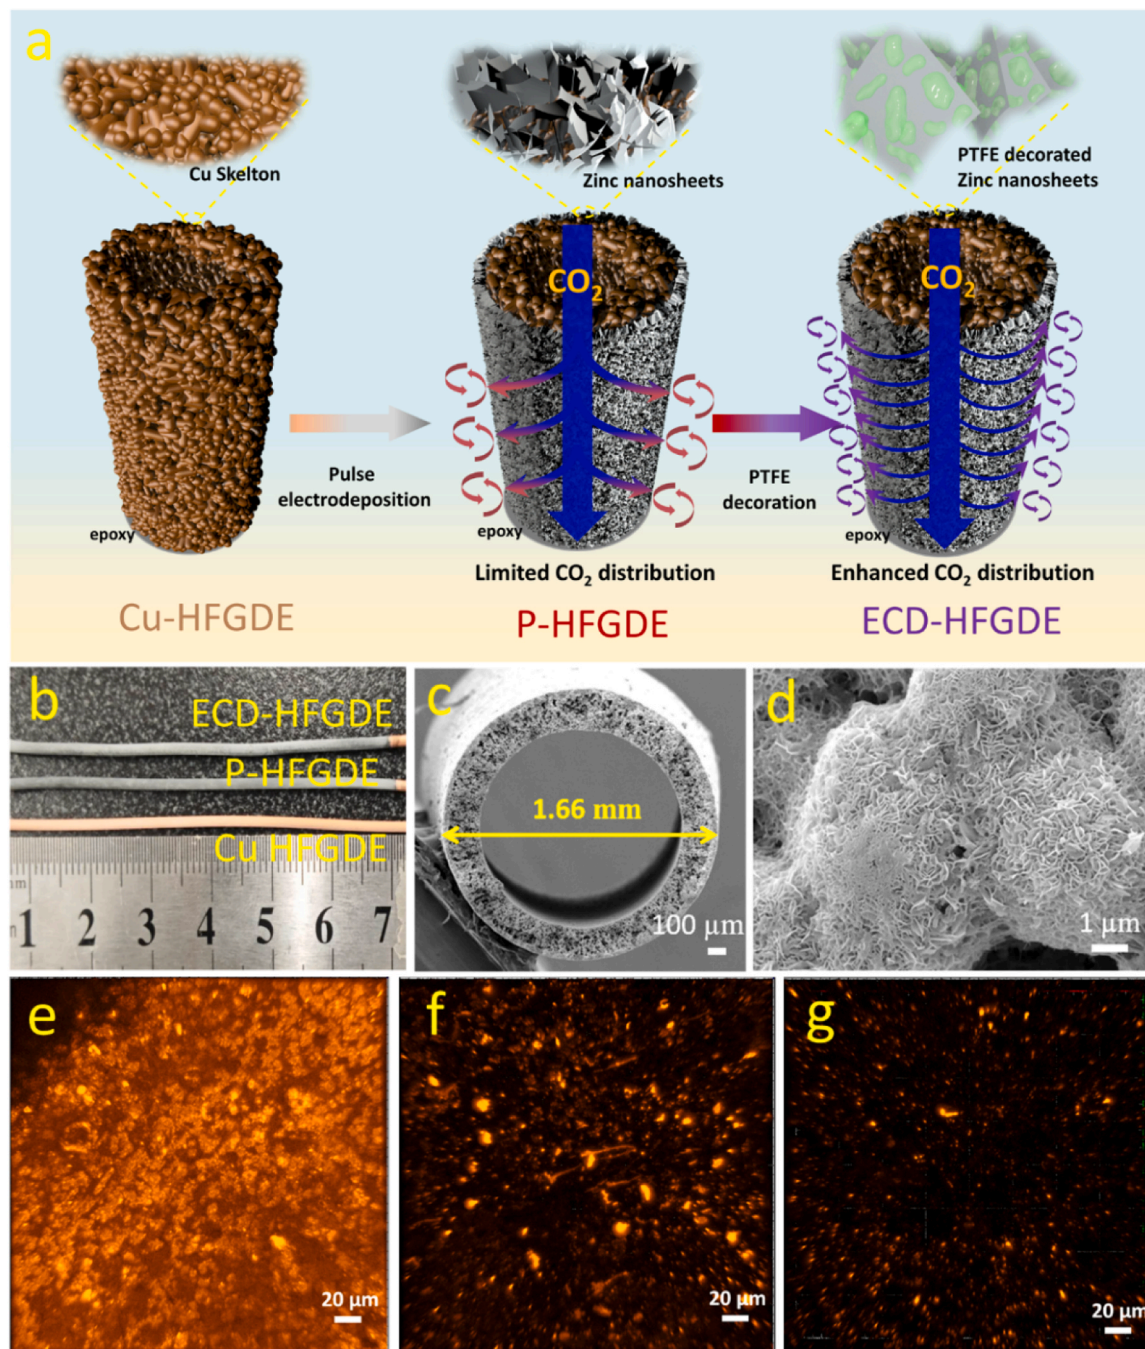 a
Cu Skelton
Zinc nanosheets
PTFE decorated
Zinc nanosheets
CO₂
CO₂
Pulse
electrodeposition
PTFE
decoration
epoxy
epoxy
epoxy
Limited CO₂ distribution
Enhanced CO₂ distribution
Cu-HFGDE
P-HFGDE
ECD-HFGDE
b
ECD-HFGDE
P-HFGDE
Cu HFGDE
1 2 3 4 5 6 7
c
1.66 mm
100 μm
d
1 μm
e
20 μm
f
20 μm
g
20 μm